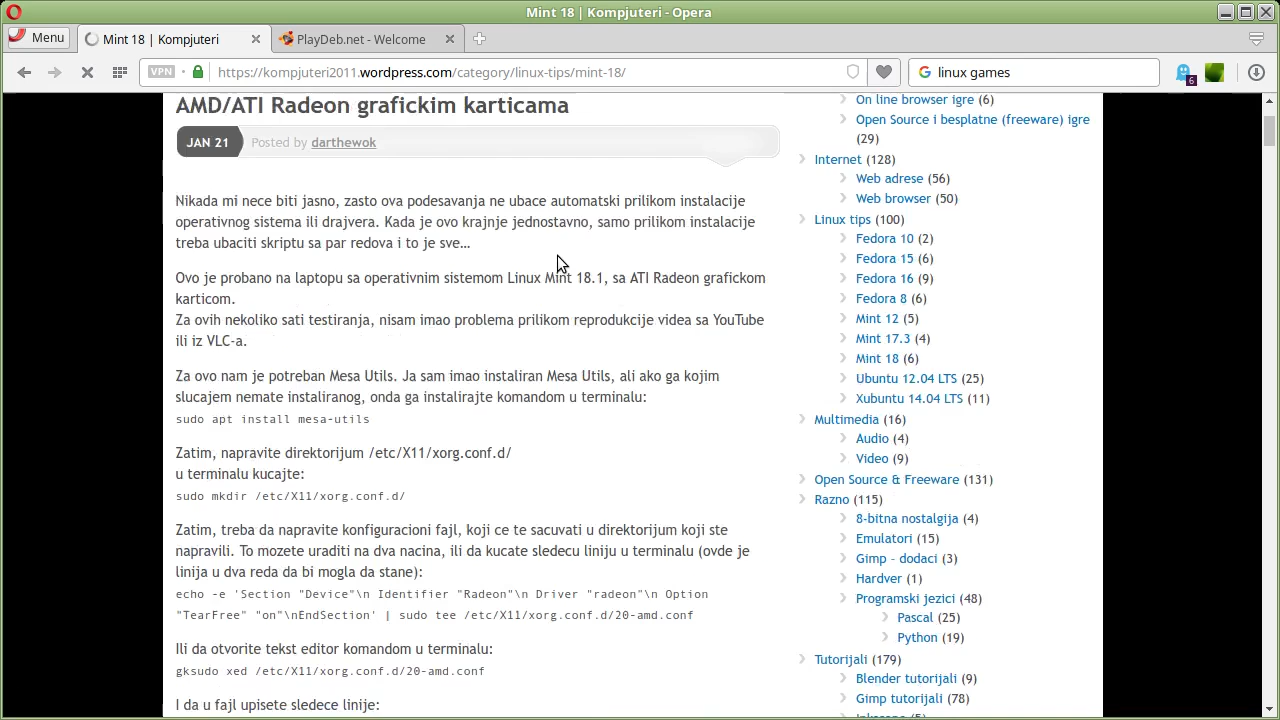 Mint 18 | Kompjuteri - Opera
Menu
Mint 18 | Kompjuteri
PlayDeb.net - Welcome
VPN
https://kompjuteri2011.wordpress.com/category/linux-tips/mint-18/
linux games
6
AMD/ATI Radeon grafickim karticama
JAN 21
Posted by darthewok
Nikada mi nece biti jasno, zasto ova podesavanja ne ubace automatski prilikom instalacije
operativnog sistema ili drajvera. Kada je ovo krajnje jednostavno, samo prilikom instalacije
treba ubaciti skriptu sa par redova i to je sve...
Ovo je probano na laptopu sa operativnim sistemom Linux Mint 18.1, sa ATI Radeon grafickom
karticom.
Za ovih nekoliko sati testiranja, nisam imao problema prilikom reprodukcije videa sa YouTube
ili iz VLC-a.
Za ovo nam je potreban Mesa Utils. Ja sam imao instaliran Mesa Utils, ali ako ga kojim
slucajem nemate instaliranog, onda ga instalirajte komandom u terminalu:
sudo apt install mesa-utils
Zatim, napravite direktorijum /etc/X11/xorg.conf.d/
u terminalu kucajte:
sudo mkdir /etc/X11/xorg.conf.d/
Zatim, treba da napravite konfiguracioni fajl, koji ce te sacuvati u direktorijum koji ste
napravili. To mozete uraditi na dva nacina, ili da kucate sledecu liniju u terminalu (ovde je
linija u dva reda da bi mogla da stane):
echo -e 'Section "Device"\n Identifier "Radeon"\n Driver "radeon"\n Option
"TearFree" "on"\nEndSection' | sudo tee /etc/X11/xorg.conf.d/20-amd.conf
Ili da otvorite tekst editor komandom u terminalu:
gksudo xed /etc/X11/xorg.conf.d/20-amd.conf
I da u fajl upisete sledece linije:
On line browser igre (6)
Open Source i besplatne (freeware) igre
(29)
Internet (128)
Web adrese (56)
Web browser (50)
Linux tips (100)
Fedora 10 (2)
Fedora 15 (6)
Fedora 16 (9)
Fedora 8 (6)
Mint 12 (5)
Mint 17.3 (4)
Mint 18 (6)
Ubuntu 12.04 LTS (25)
Xubuntu 14.04 LTS (11)
Multimedia (16)
Audio (4)
Video (9)
Open Source & Freeware (131)
Razno (115)
8-bitna nostalgija (4)
Emulatori (15)
Gimp - dodaci (3)
Hardver (1)
Programski jezici (48)
Pascal (25)
Python (19)
Tutorijali (179)
Blender tutorijali (9)
Gimp tutorijali (78)